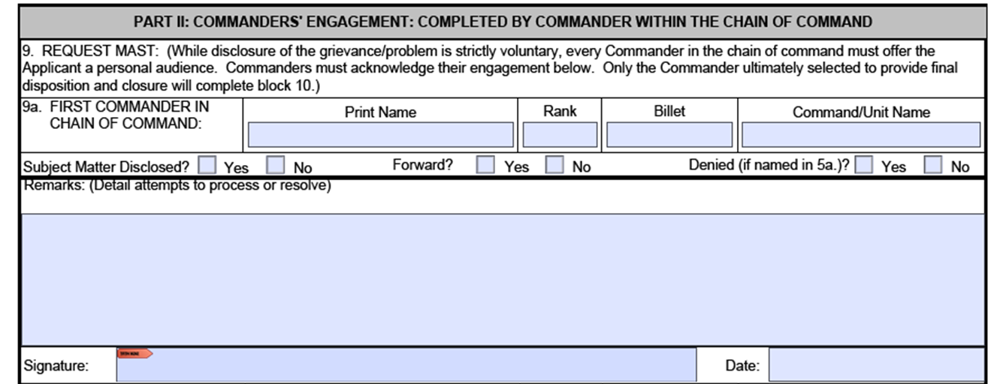 PART II: COMMANDERS' ENGAGEMENT: COMPLETED BY COMMANDER WITHIN THE CHAIN OF COMMAND
9. REQUEST MAST: (While disclosure of the grievance/problem is strictly voluntary, every Commander in the chain of command must offer the
Applicant a personal audience. Commanders must acknowledge their engagement below. Only the Commander ultimately selected to provide final
disposition and closure will complete block 10.)
9a. FIRST COMMANDER IN
CHAIN OF COMMAND:
Print Name
Rank
Billet
Command/Unit Name
Subject Matter Disclosed? Yes No Forward? Yes No Denied (if named in 5a.)? Yes No
Remarks: (Detail attempts to process or resolve)
Signature: Date: